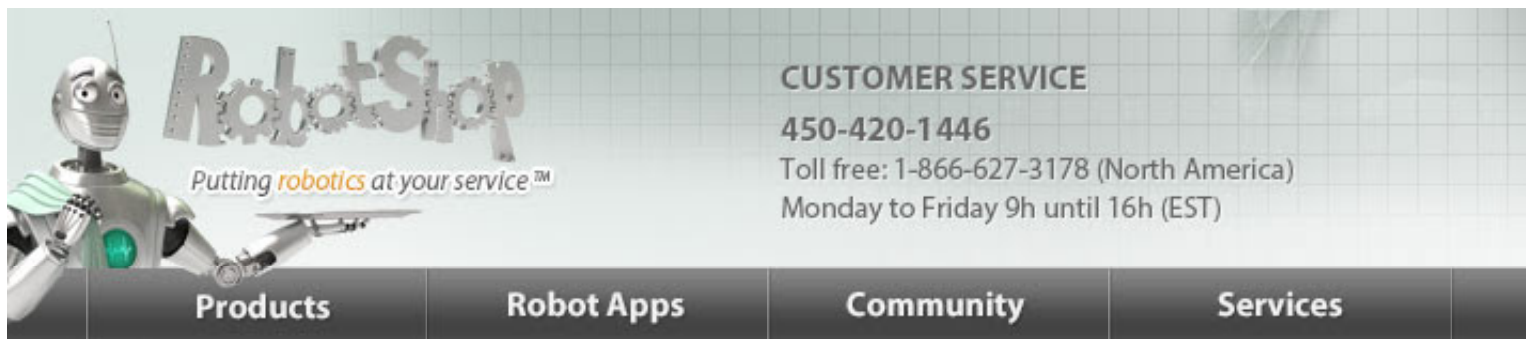 RobotShop
Putting robotics at your service™
CUSTOMER SERVICE
450-420-1446
Toll free: 1-866-627-3178 (North America)
Monday to Friday 9h until 16h (EST)
Products
Robot Apps
Community
Services